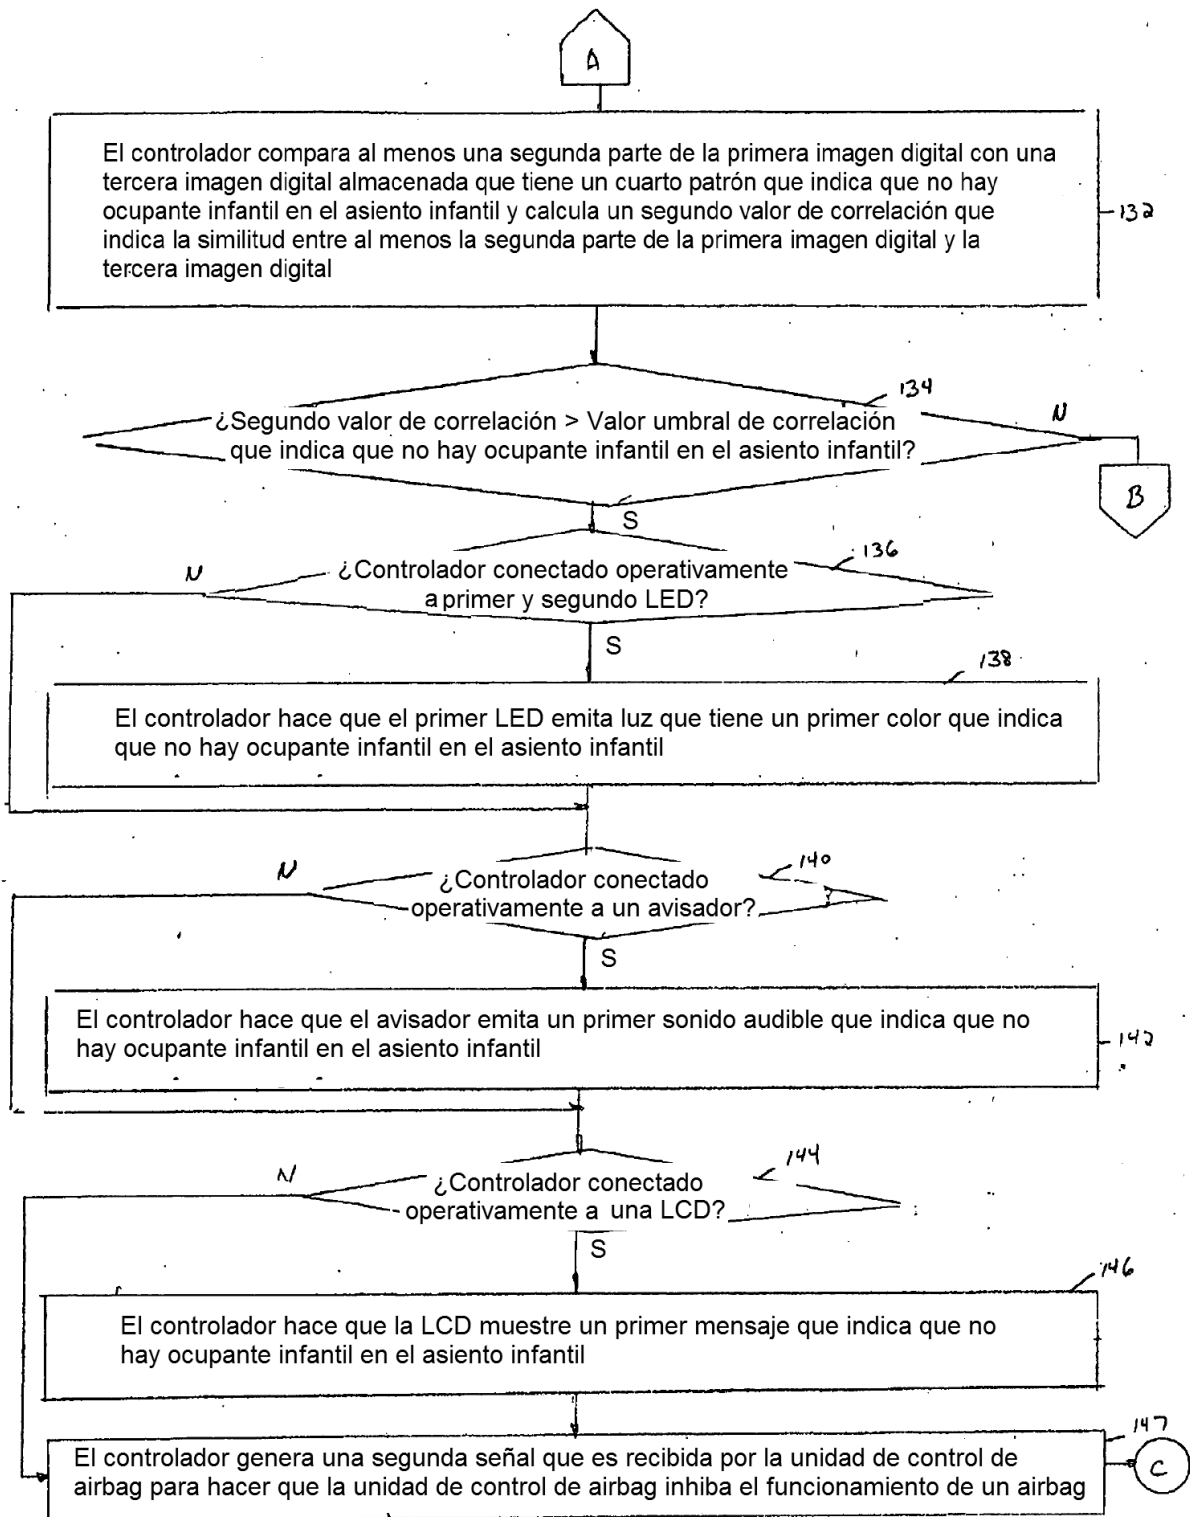 A
El controlador compara al menos una segunda parte de la primera imagen digital con una
tercera imagen digital almacenada que tiene un cuarto patrón que indica que no hay
ocupante infantil en el asiento infantil y calcula un segundo valor de correlación que
indica la similitud entre al menos la segunda parte de la primera imagen digital y la
tercera imagen digital
132
134
¿Segundo valor de correlación > Valor umbral de correlación
que indica que no hay ocupante infantil en el asiento infantil?
N
B
S
136
¿Controlador conectado operativamente
a primer y segundo LED?
N
S
138
El controlador hace que el primer LED emita luz que tiene un primer color que indica
que no hay ocupante infantil en el asiento infantil
140
N
¿Controlador conectado
operativamente a un avisador?
S
El controlador hace que el avisador emita un primer sonido audible que indica que no
hay ocupante infantil en el asiento infantil
142
144
N
¿Controlador conectado
operativamente a una LCD?
S
146
El controlador hace que la LCD muestre un primer mensaje que indica que no
hay ocupante infantil en el asiento infantil
147
El controlador genera una segunda señal que es recibida por la unidad de control de
airbag para hacer que la unidad de control de airbag inhiba el funcionamiento de un airbag
C